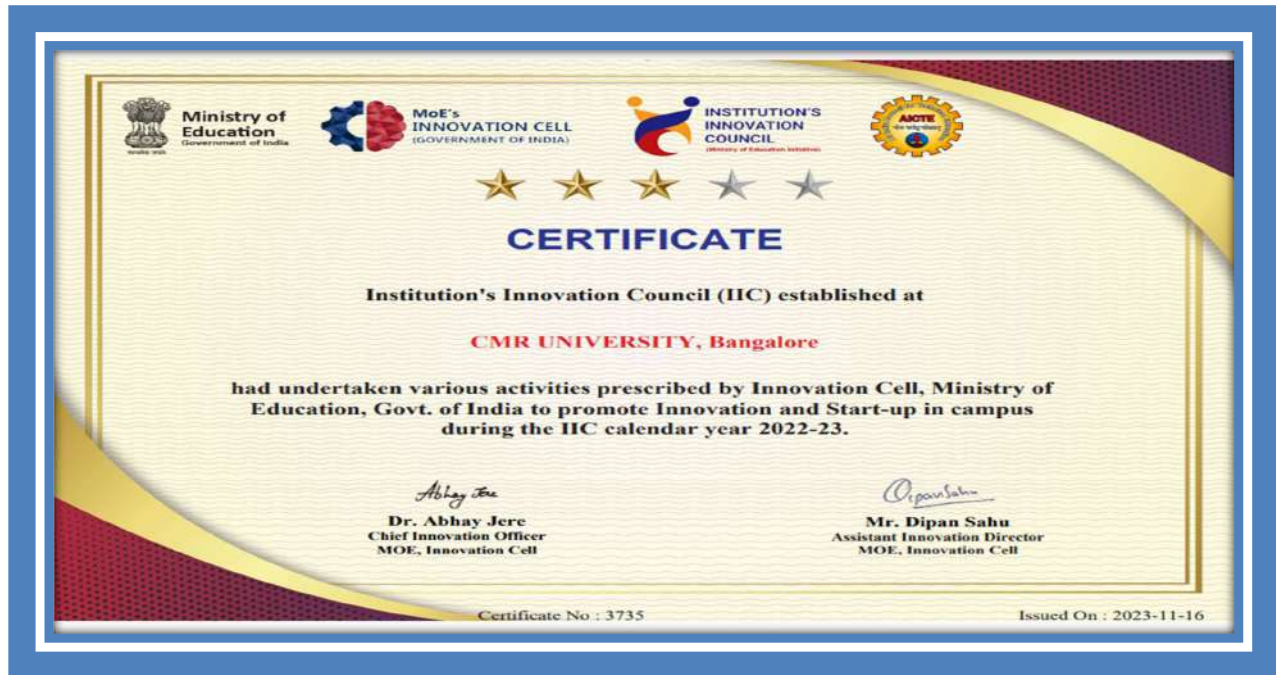 Ministry of
Education
Government of India
MoE's
INNOVATION CELL
(GOVERNMENT OF INDIA)
INSTITUTION'S
INNOVATION
COUNCIL
(Ministry of Education Initiative)
AICTE
CERTIFICATE
Institution's Innovation Council (IIC) established at
CMR UNIVERSITY, Bangalore
had undertaken various activities prescribed by Innovation Cell, Ministry of
Education, Govt. of India to promote Innovation and Start-up in campus
during the IIC calendar year 2022-23.
Abhay Jere
DipanSahu
Dr. Abhay Jere
Chief Innovation Officer
MOE, Innovation Cell
Mr. Dipan Sahu
Assistant Innovation Director
MOE, Innovation Cell
Certificate No : 3735
Issued On : 2023-11-16